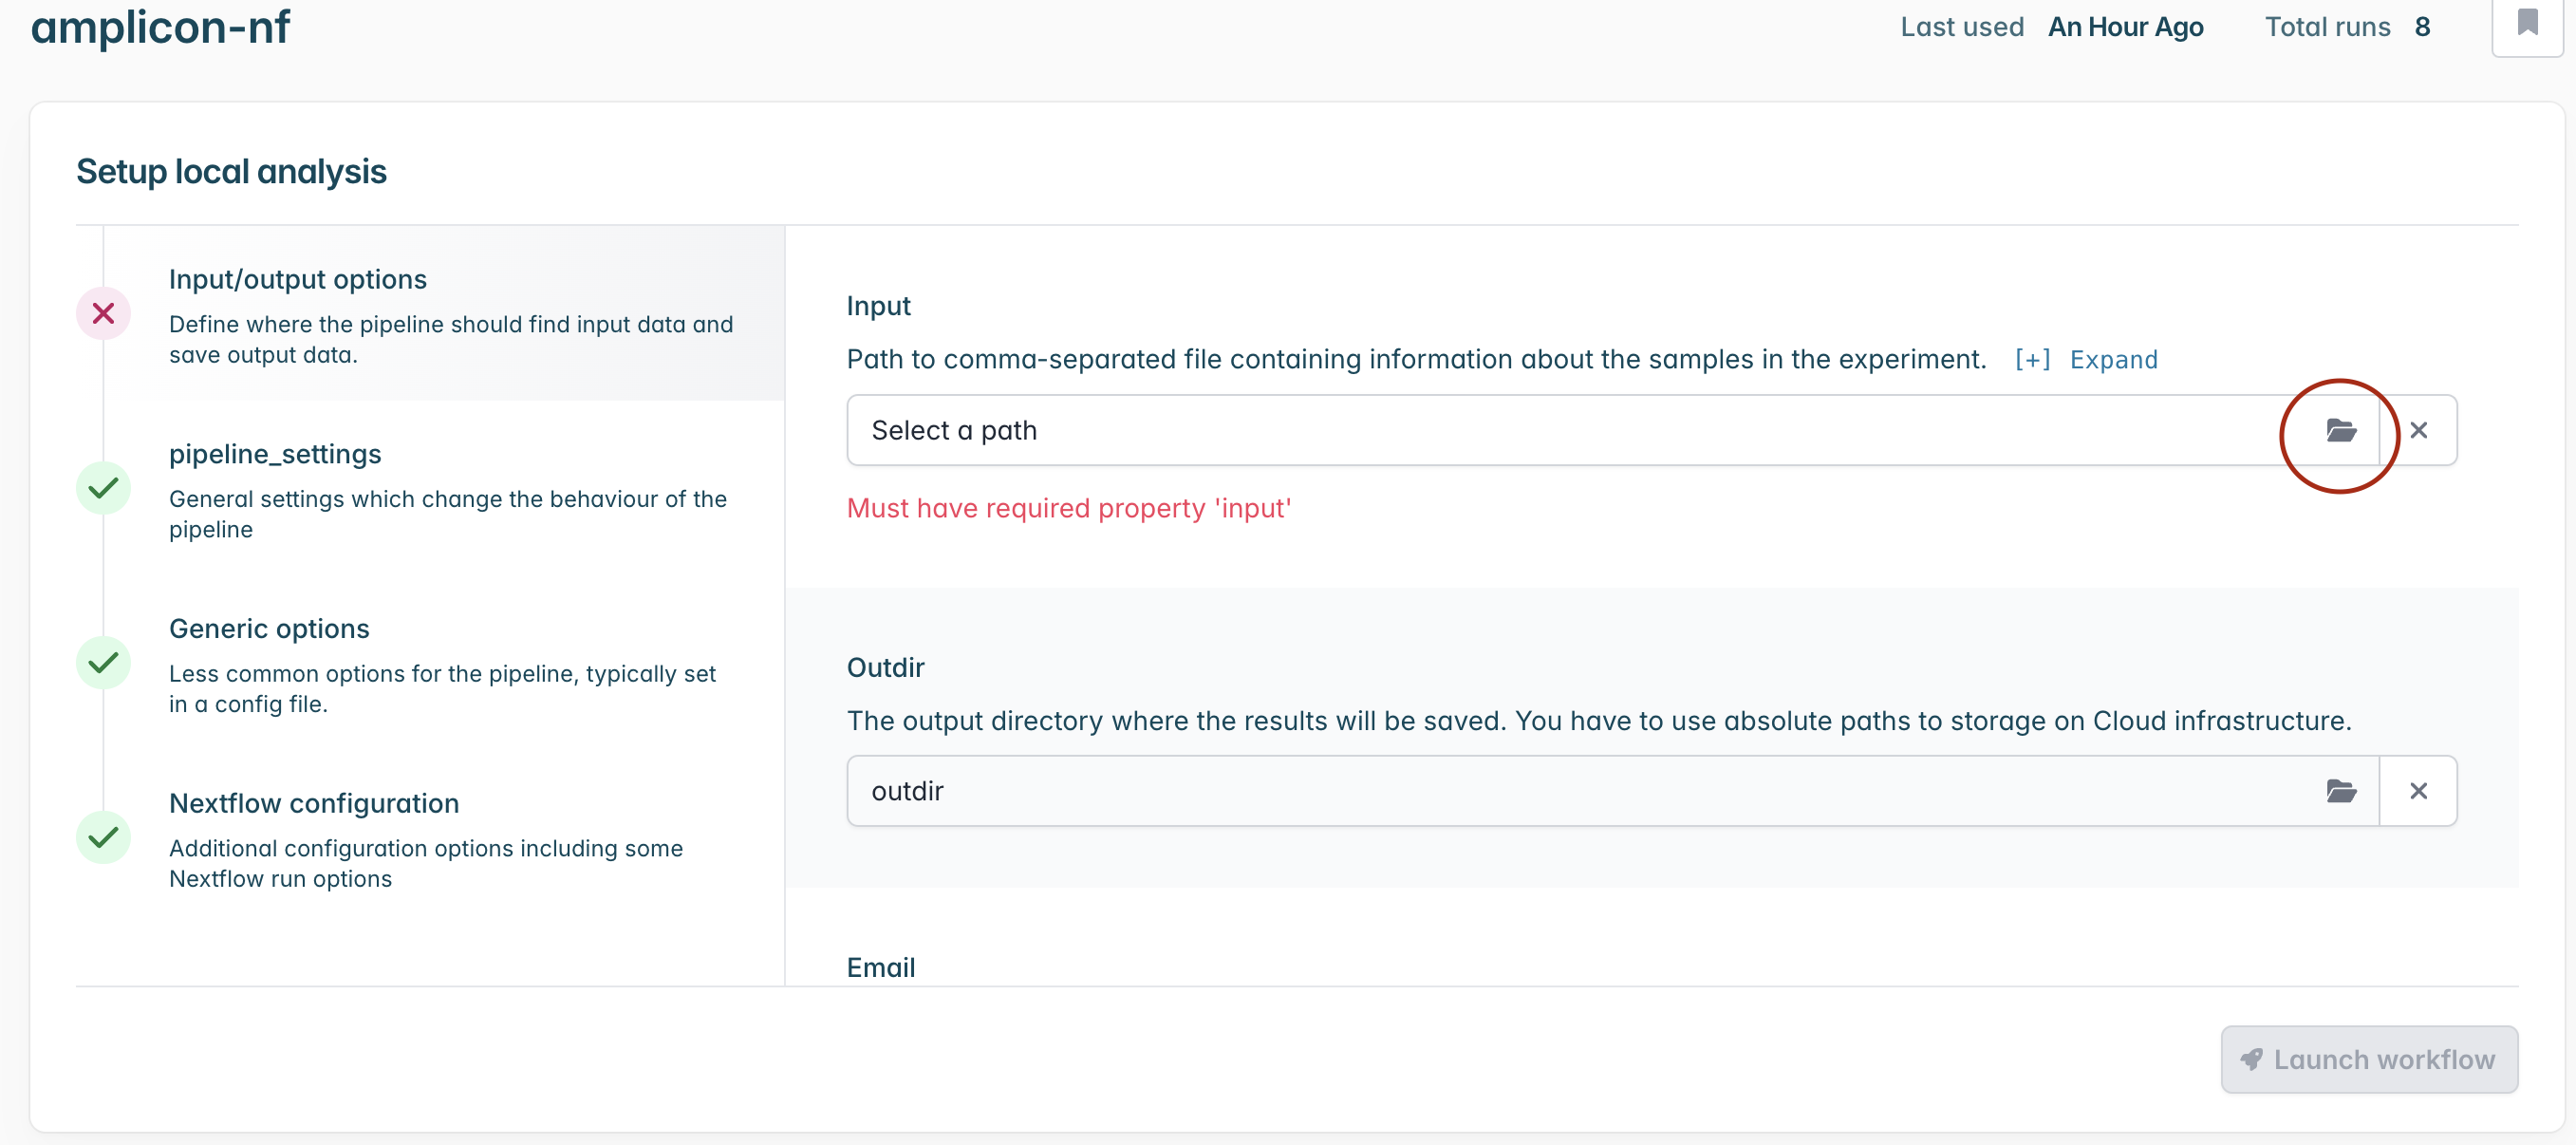 amplicon-nf
Last used An Hour Ago Total runs 8
Setup local analysis
Input/output options
Define where the pipeline should find input data and
save output data.
pipeline_settings
General settings which change the behaviour of the
pipeline
Generic options
Less common options for the pipeline, typically set
in a config file.
Nextflow configuration
Additional configuration options including some
Nextflow run options
Input
Path to comma-separated file containing information about the samples in the experiment. [+] Expand
Select a path
Must have required property 'input'
Outdir
The output directory where the results will be saved. You have to use absolute paths to storage on Cloud infrastructure.
outdir
Email
Launch workflow